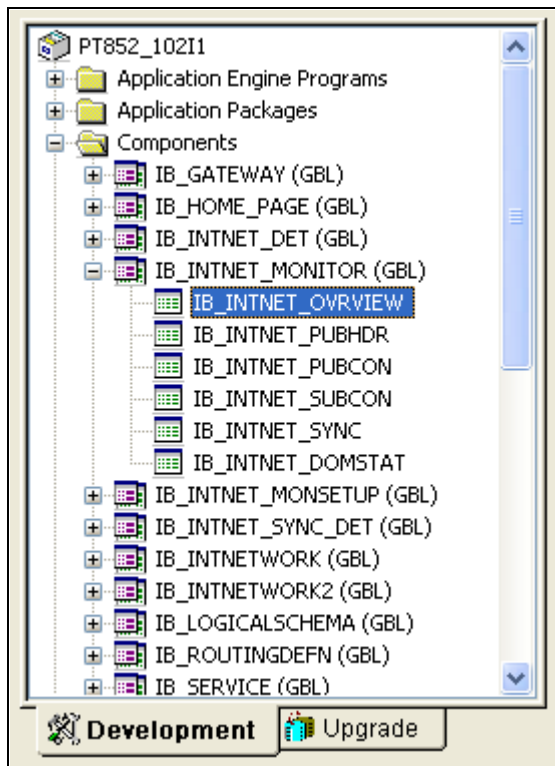 PT852_102I1
Application Engine Programs
Application Packages
Components
IB_GATEWAY (GBL)
IB_HOME_PAGE (GBL)
IB_INTNET_DET (GBL)
IB_INTNET_MONITOR (GBL)
IB_INTNET_OVRVIEW
IB_INTNET_PUBHDR
IB_INTNET_PUBCON
IB_INTNET_SUBCON
IB_INTNET_SYNC
IB_INTNET_DOMSTAT
IB_INTNET_MONSETUP (GBL)
IB_INTNET_SYNC_DET (GBL)
IB_INTNETWORK (GBL)
IB_INTNETWORK2 (GBL)
IB_LOGICALSCHEMA (GBL)
IB_ROUTINGDEFN (GBL)
IB_SERVICE (GBL)
Development Upgrade